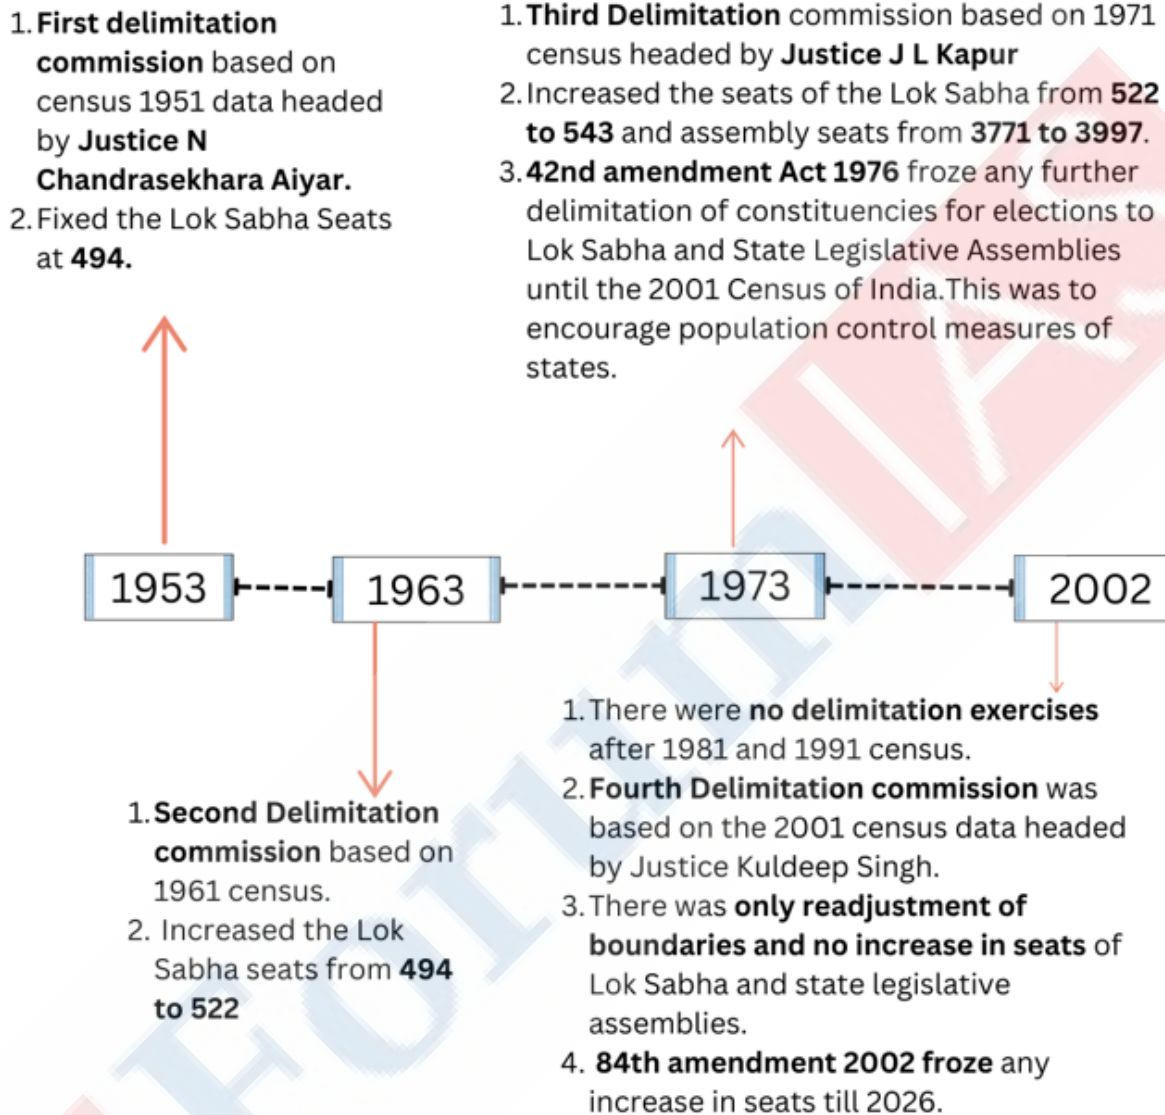 1. First delimitation
commission based on
census 1951 data headed
by Justice N
Chandrasekhara Aiyar.
2. Fixed the Lok Sabha Seats
at 494.
1. Third Delimitation commission based on 1971
census headed by Justice J L Kapur
2. Increased the seats of the Lok Sabha from 522
to 543 and assembly seats from 3771 to 3997.
3. 42nd amendment Act 1976 froze any further
delimitation of constituencies for elections to
Lok Sabha and State Legislative Assemblies
until the 2001 Census of India.This was to
encourage population control measures of
states.
1953
1963
1973
2002
1. Second Delimitation
commission based on
1961 census.
2. Increased the Lok
Sabha seats from 494
to 522
1. There were no delimitation exercises
after 1981 and 1991 census.
2. Fourth Delimitation commission was
based on the 2001 census data headed
by Justice Kuldeep Singh.
3. There was only readjustment of
boundaries and no increase in seats of
Lok Sabha and state legislative
assemblies.
4. 84th amendment 2002 froze any
increase in seats till 2026.
Forum IAS